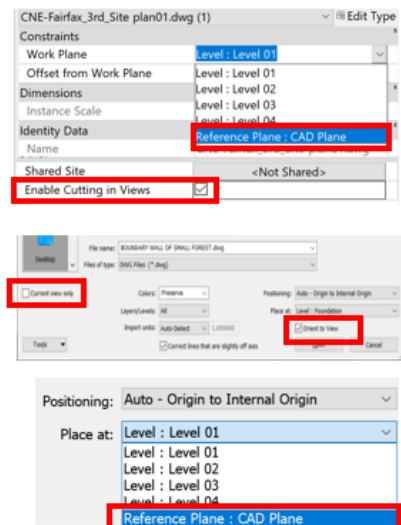 CNE-Fairfax_3rd_Site plan01.dwg (1) Edit Type
Constraints
Work Plane Level : Level 01
Offset from Work Plane Level : Level 01
Level : Level 02
Dimensions
Level : Level 03
Instance Scale
Level : Level 04
Identity Data
Reference Plane : CAD Plane
Name
Shared Site <Not Shared>
Enable Cutting in Views
File name: BOUNDARY WALL OF SMALL FOREST.dwg
Desktop
Files of type: DWG Files (*.dwg)
Current view only
Colors: Preserve
Positioning: Auto - Origin to Internal Origin
Layers/Levels: All
Place at: Level : Foundation
Import units: Auto-Detect 1.000000
Orient to View
Tools
Correct lines that are slightly off axis
Open Cancel
Positioning: Auto - Origin to Internal Origin
Place at: Level : Level 01
Level : Level 01
Level : Level 02
Level : Level 03
Level : Level 04
Reference Plane : CAD Plane